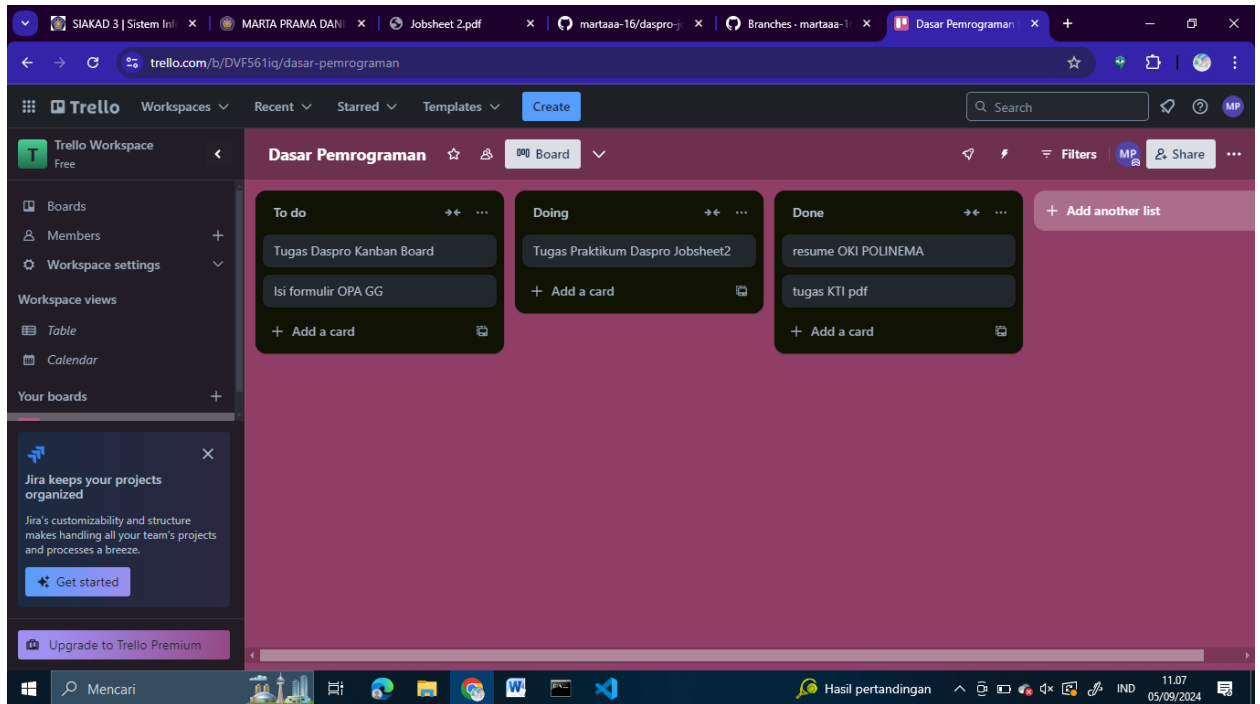 SIAKAD 3 | Sistem Inf
MARTA PRAMA DANI
Jobsheet 2.pdf
martaaa-16/daspro-j
Branches · martaaa-1
Dasar Pemrograman
trello.com/b/DVF561iq/dasar-pemrograman
Trello
Workspaces
Recent
Starred
Templates
Create
Search
MP
T
Trello Workspace
Free
Dasar Pemrograman
Board
Filters
MP
Share
Boards
Members
Workspace settings
Workspace views
Table
Calendar
Your boards
To do
Tugas Daspro Kanban Board
Isi formulir OPA GG
+ Add a card
Doing
Tugas Praktikum Daspro Jobsheet2
+ Add a card
Done
resume OKI POLINEMA
tugas KTI pdf
+ Add a card
+ Add another list
Jira keeps your projects
organized
Jira's customizability and structure
makes handling all your team's projects
and processes a breeze.
Get started
Upgrade to Trello Premium
Mencari
Hasil pertandingan
IND
11.07
05/09/2024